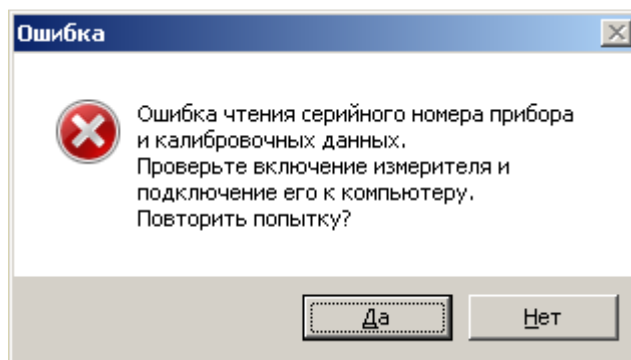 Ошибка
Ошибка чтения серийного номера прибора
и калибровочных данных.
Проверьте включение измерителя и
подключение его к компьютеру.
Повторить попытку?
Да
Нет